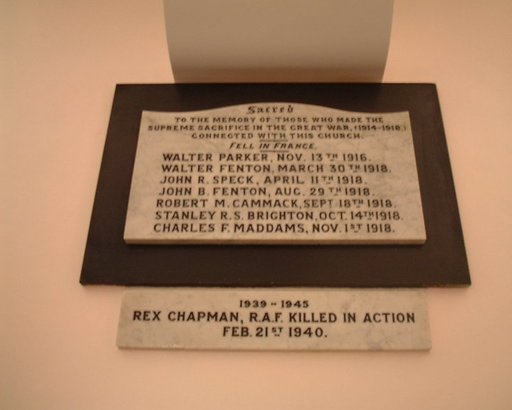 Sacred
TO THE MEMORY OF THOSE WHO MADE THE
SUPREME SACRIFICE IN THE GREAT WAR, (1914-1918,)
CONNECTED WITH THIS CHURCH.
FELL IN FRANCE.
WALTER PARKER, NOV. 13TH 1916.
WALTER FENTON, MARCH 30TH 1918.
JOHN R. SPECK, APRIL 11TH 1918.
JOHN B. FENTON, AUG. 29TH 1918.
ROBERT M. CAMMACK, SEPT 18TH 1918.
STANLEY R.S. BRIGHTON, OCT. 14TH 1918.
CHARLES F. MADDAMS, NOV. 1ST 1918.
1939 - 1945
REX CHAPMAN, R.A.F. KILLED IN ACTION
FEB. 21ST 1940.